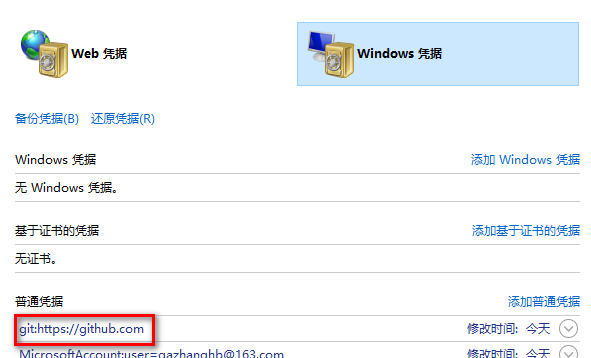 Web 凭据
Windows 凭据
备份凭据(B) 还原凭据(R)
Windows 凭据 添加 Windows 凭据
无 Windows 凭据。
基于证书的凭据 添加基于证书的凭据
无证书。
普通凭据 添加普通凭据
git:https://github.com 修改时间: 今天
MicrosoftAccount:user=gazhanghb@163.com 修改时间: 今天